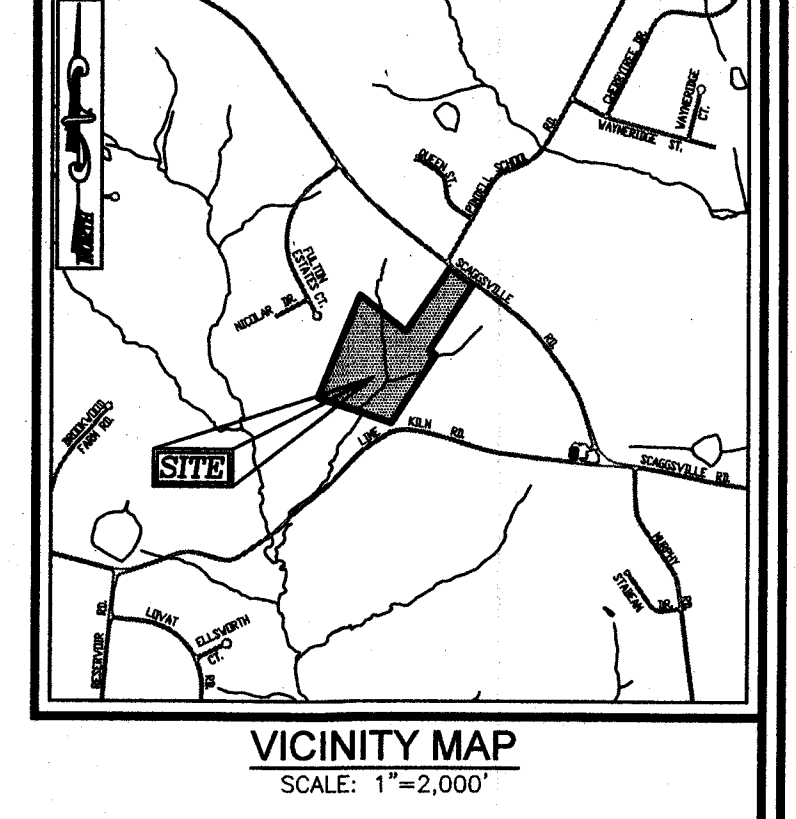 NORTH
CHERRYTREE DR.
WAYNERIDGE
CT.
WAYNERIDGE ST.
QUEEN ST.
PINDELL SCHOOL RD.
SCAGGSVILLE RD.
FULTON
ESTATES CT.
NICOLAR DR.
BROOKWOOD
FARM RD.
SITE
LIME KILN RD.
SCAGGSVILLE RD.
MURPHY RD.
STABEAN DR.
RESERVOIR RD.
LOVAT RD.
ELLSWORTH
CT.
VICINITY MAP
SCALE: 1"=2,000'